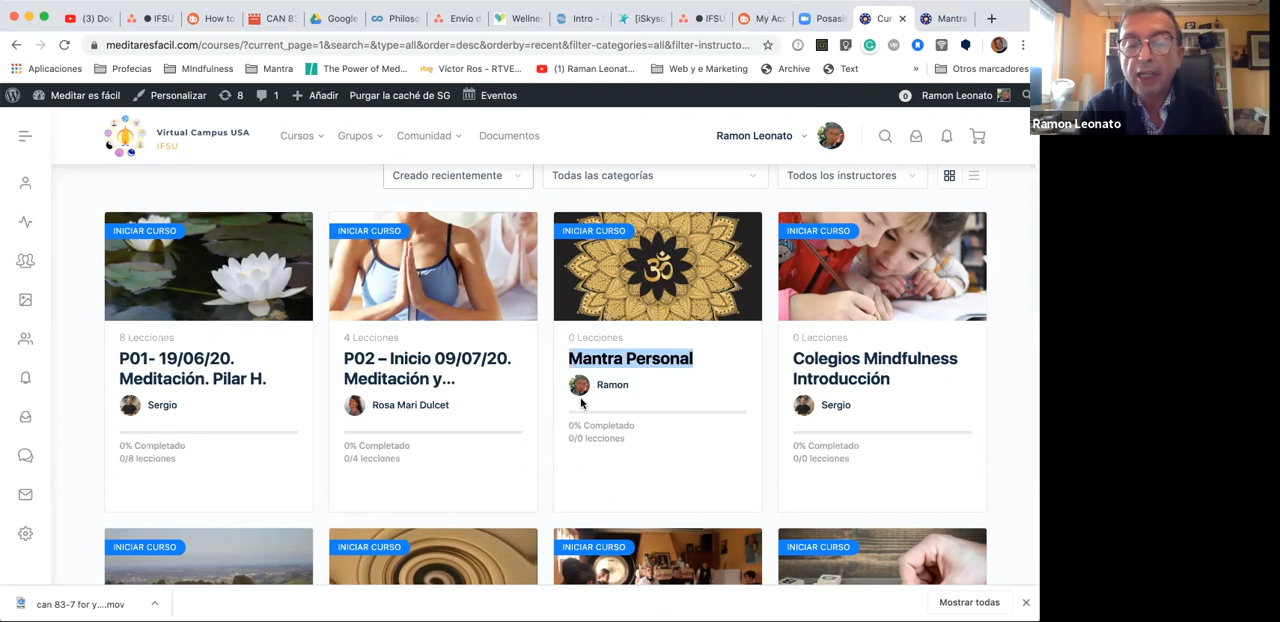 (3) Doc
IFSU
How to
CAN 83
Google
Philoso
Envio d
Wellne
Intro -
[iSkyso
IFSU
My Acc
Posasi
Cur
Mantra
meditaresfacil.com/courses/?current_page=1&search=&type=all&order=desc&orderby=recent&filter-categories=all&filter-instructo...
Aplicaciones
Profecias
MIndfulness
Mantra
The Power of Med...
Víctor Ros - RTVE...
(1) Raman Leonat...
Web y e Marketing
Archive
Text
»
Otros marcadores
Meditar es fácil
Personalizar
8
1
Añadir
Purgar la caché de SG
Eventos
0
Ramon Leonato
Ramon Leonato
Virtual Campus USA
IFSU
Cursos
Grupos
Comunidad
Documentos
Ramon Leonato
Creado recientemente
Todas las categorías
Todos los instructores
INICIAR CURSO
INICIAR CURSO
INICIAR CURSO
INICIAR CURSO
8 Lecciones
P01- 19/06/20.
Meditación. Pilar H.
Sergio
0% Completado
0/8 lecciones
4 Lecciones
P02 – Inicio 09/07/20.
Meditación y...
Rosa Mari Dulcet
0% Completado
0/4 lecciones
0 Lecciones
Mantra Personal
Ramon
0% Completado
0/0 lecciones
0 Lecciones
Colegios Mindfulness
Introducción
Sergio
0% Completado
0/0 lecciones
INICIAR CURSO
INICIAR CURSO
INICIAR CURSO
INICIAR CURSO
can 83-7 for y....mov
Mostrar todas